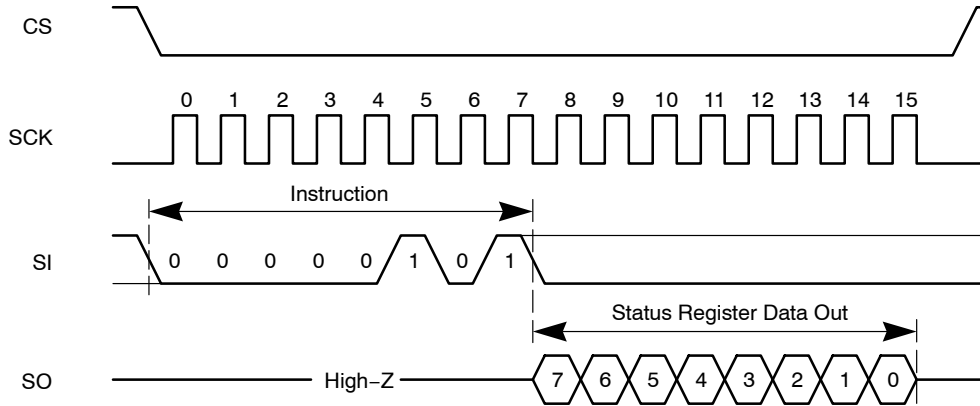 CS
0 1 2 3 4 5 6 7 8 9 10 11 12 13 14 15
SCK
Instruction
SI 0 0 0 0 0 1 0 1
Status Register Data Out
SO High−Z 7 6 5 4 3 2 1 0